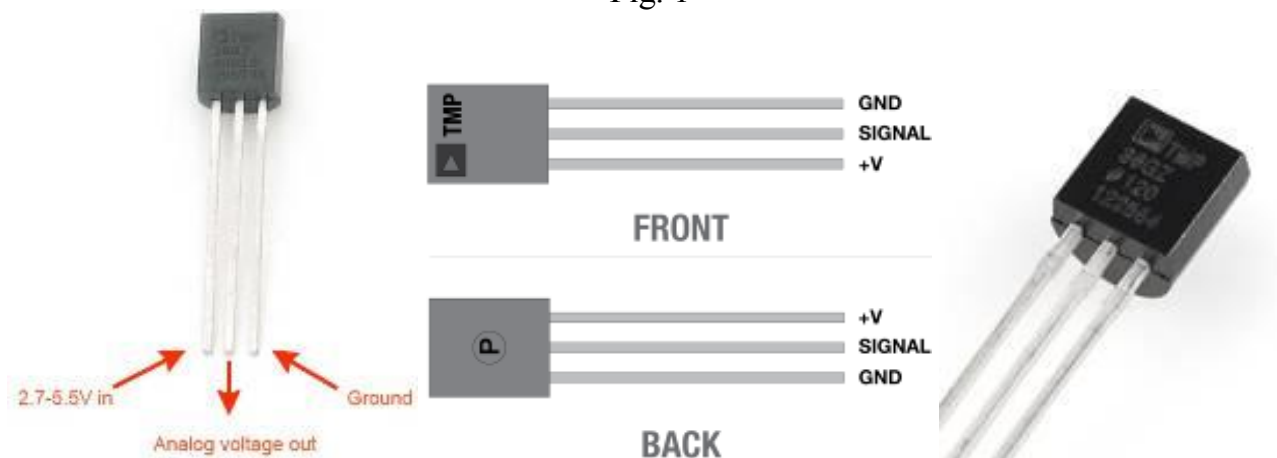 Fig. 1
2.7-5.5V in
Analog voltage out
Ground
TMP
GND
SIGNAL
+V
FRONT
P
+V
SIGNAL
GND
BACK
TMP
36GZ
120